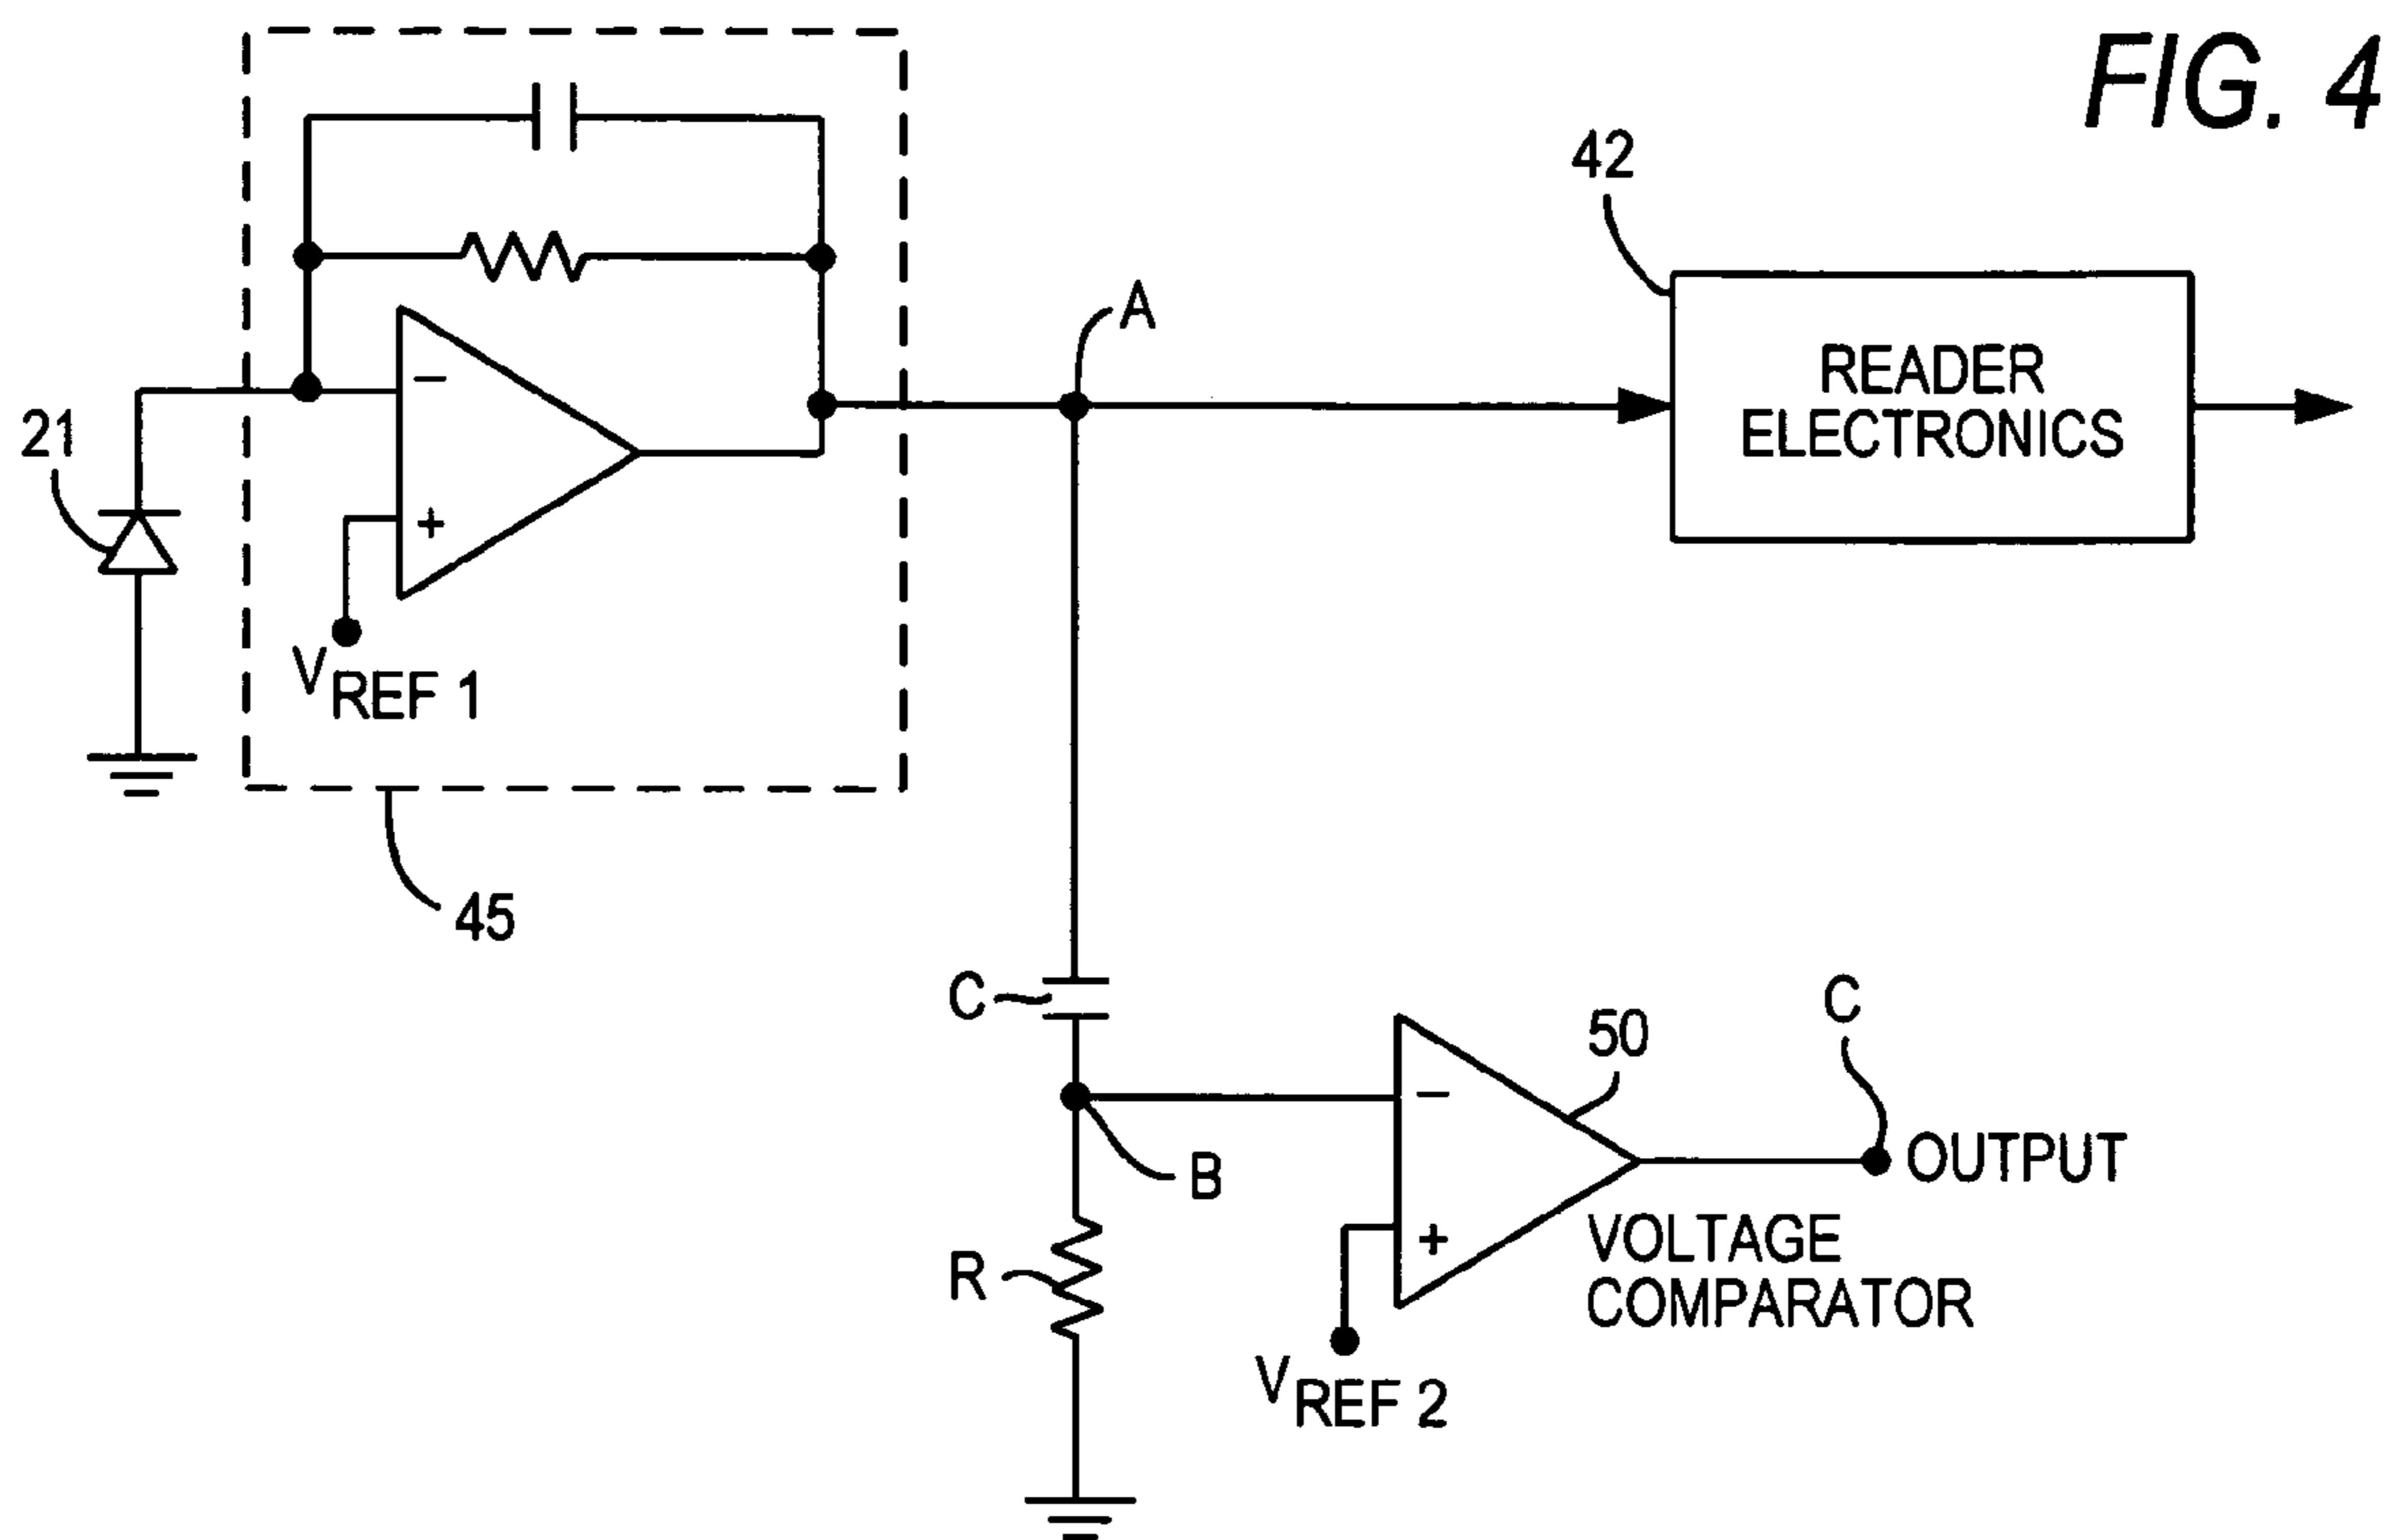 FIG. 4
42
A
READER
ELECTRONICS
21
−
+
V REF 1
45
C
C
50
−
B
OUTPUT
R
+
VOLTAGE
COMPARATOR
V REF 2